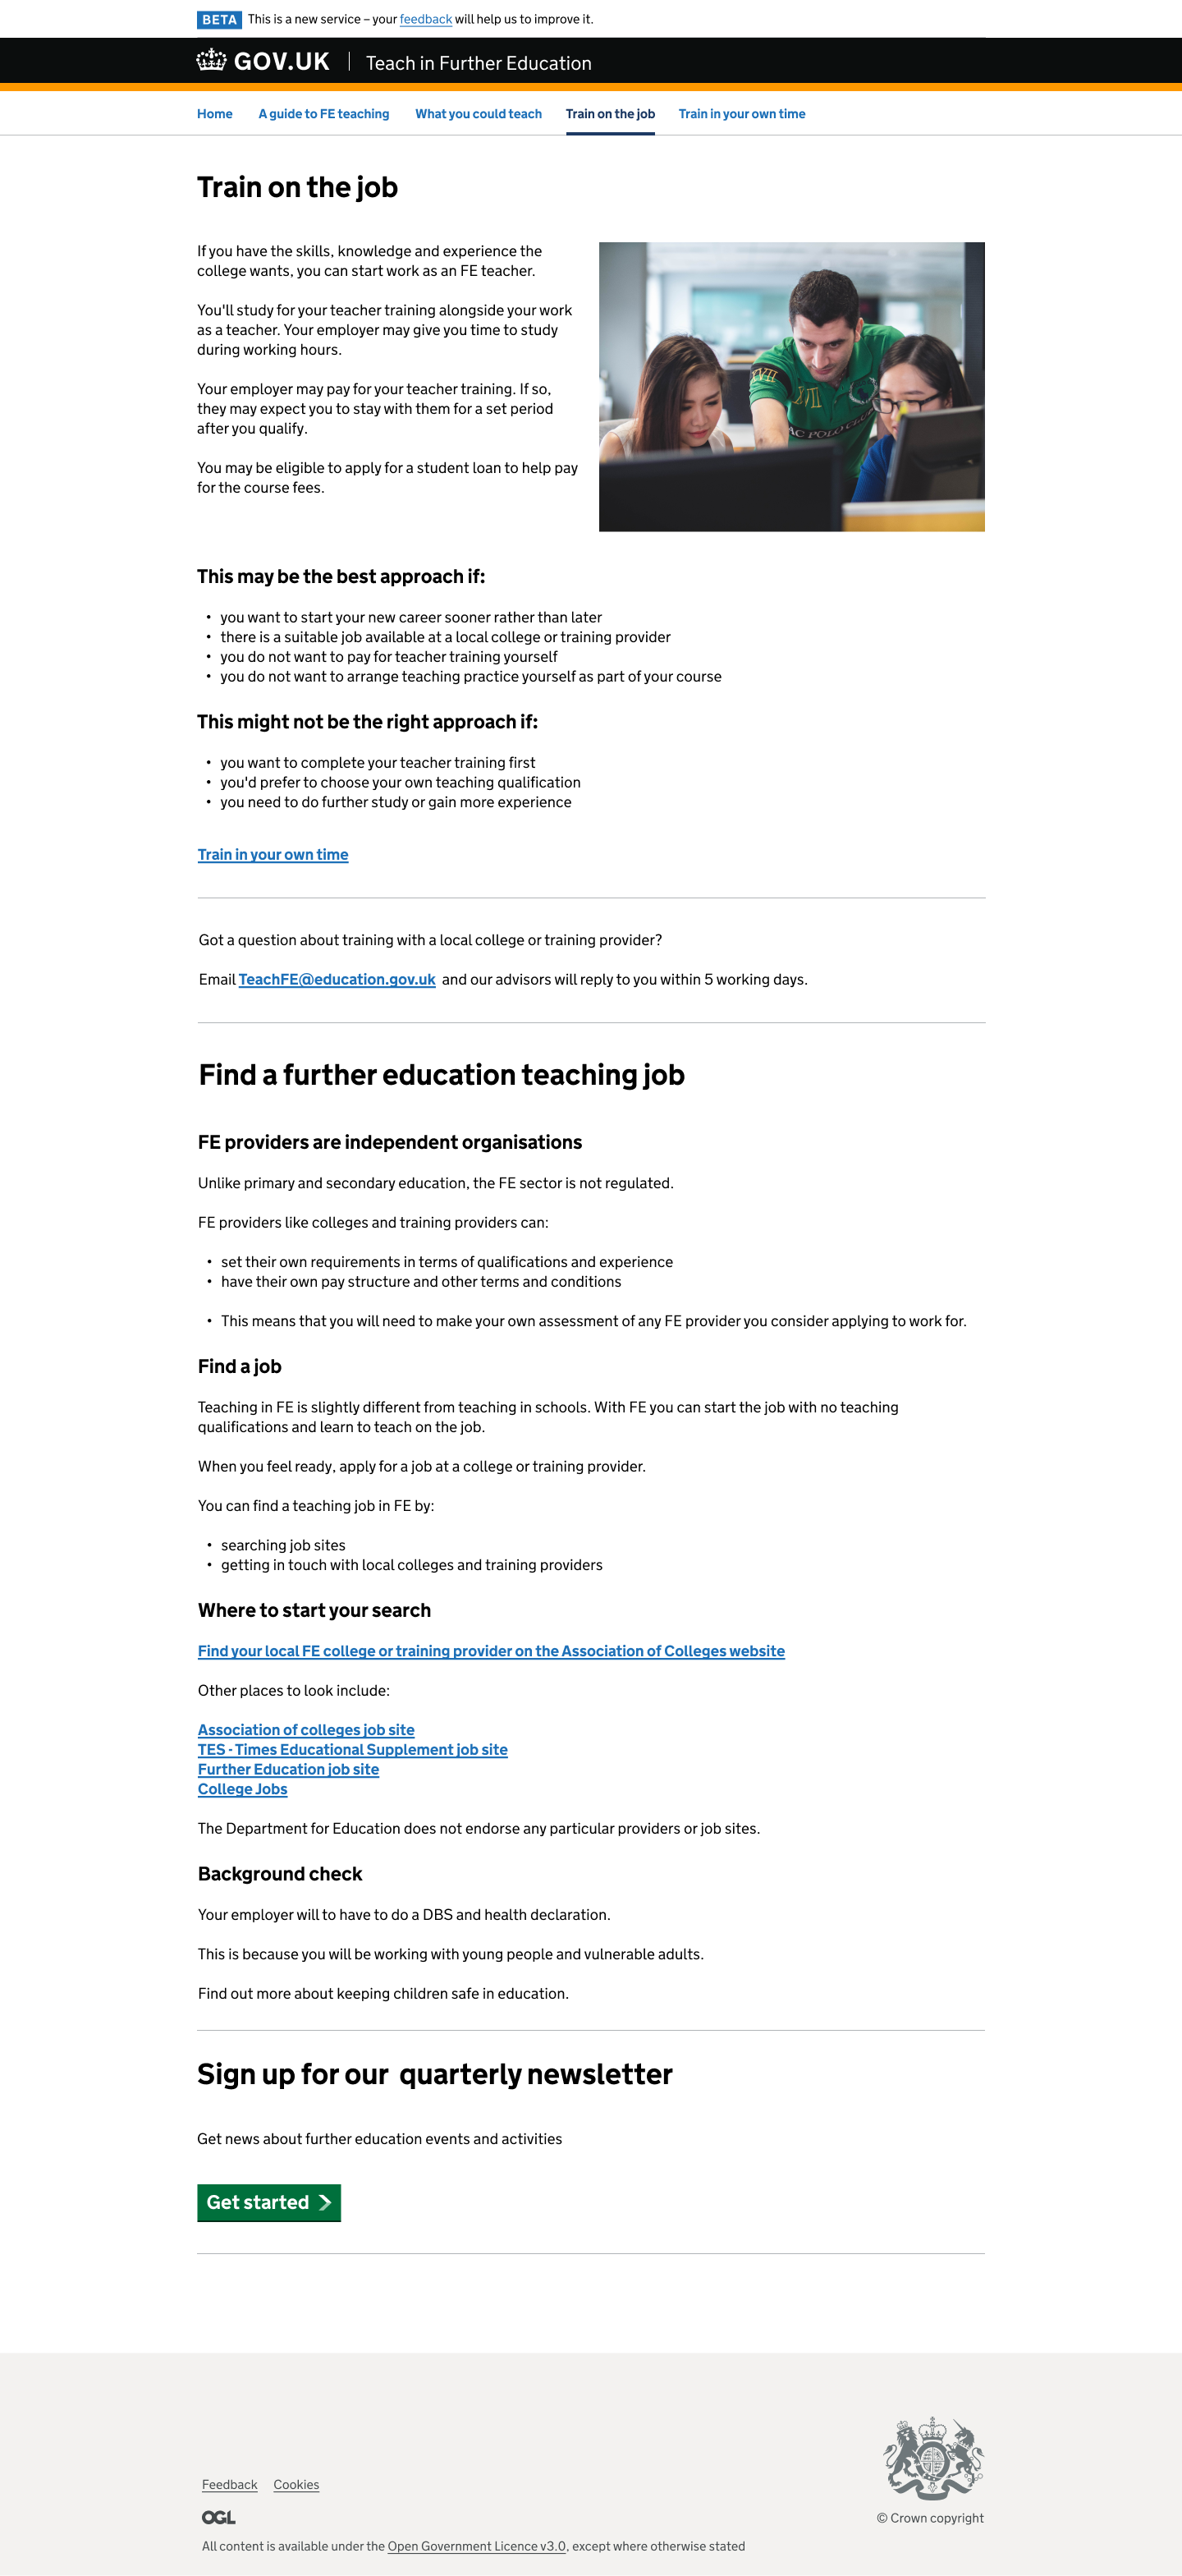 BETA This is a new service – your feedback will help us to improve it.
GOV.UK Teach in Further Education
Home A guide to FE teaching What you could teach Train on the job Train in your own time
Train on the job
If you have the skills, knowledge and experience the
college wants, you can start work as an FE teacher.
You'll study for your teacher training alongside your work
as a teacher. Your employer may give you time to study
during working hours.
Your employer may pay for your teacher training. If so,
they may expect you to stay with them for a set period
after you qualify.
You may be eligible to apply for a student loan to help pay
for the course fees.
This may be the best approach if:
• you want to start your new career sooner rather than later
• there is a suitable job available at a local college or training provider
• you do not want to pay for teacher training yourself
• you do not want to arrange teaching practice yourself as part of your course
This might not be the right approach if:
• you want to complete your teacher training first
• you'd prefer to choose your own teaching qualification
• you need to do further study or gain more experience
Train in your own time
Got a question about training with a local college or training provider?
Email TeachFE@education.gov.uk and our advisors will reply to you within 5 working days.
Find a further education teaching job
FE providers are independent organisations
Unlike primary and secondary education, the FE sector is not regulated.
FE providers like colleges and training providers can:
• set their own requirements in terms of qualifications and experience
• have their own pay structure and other terms and conditions
• This means that you will need to make your own assessment of any FE provider you consider applying to work for.
Find a job
Teaching in FE is slightly different from teaching in schools. With FE you can start the job with no teaching
qualifications and learn to teach on the job.
When you feel ready, apply for a job at a college or training provider.
You can find a teaching job in FE by:
• searching job sites
• getting in touch with local colleges and training providers
Where to start your search
Find your local FE college or training provider on the Association of Colleges website
Other places to look include:
Association of colleges job site
TES - Times Educational Supplement job site
Further Education job site
College Jobs
The Department for Education does not endorse any particular providers or job sites.
Background check
Your employer will to have to do a DBS and health declaration.
This is because you will be working with young people and vulnerable adults.
Find out more about keeping children safe in education.
Sign up for our quarterly newsletter
Get news about further education events and activities
Get started
Feedback Cookies
OGL
© Crown copyright
All content is available under the Open Government Licence v3.0, except where otherwise stated